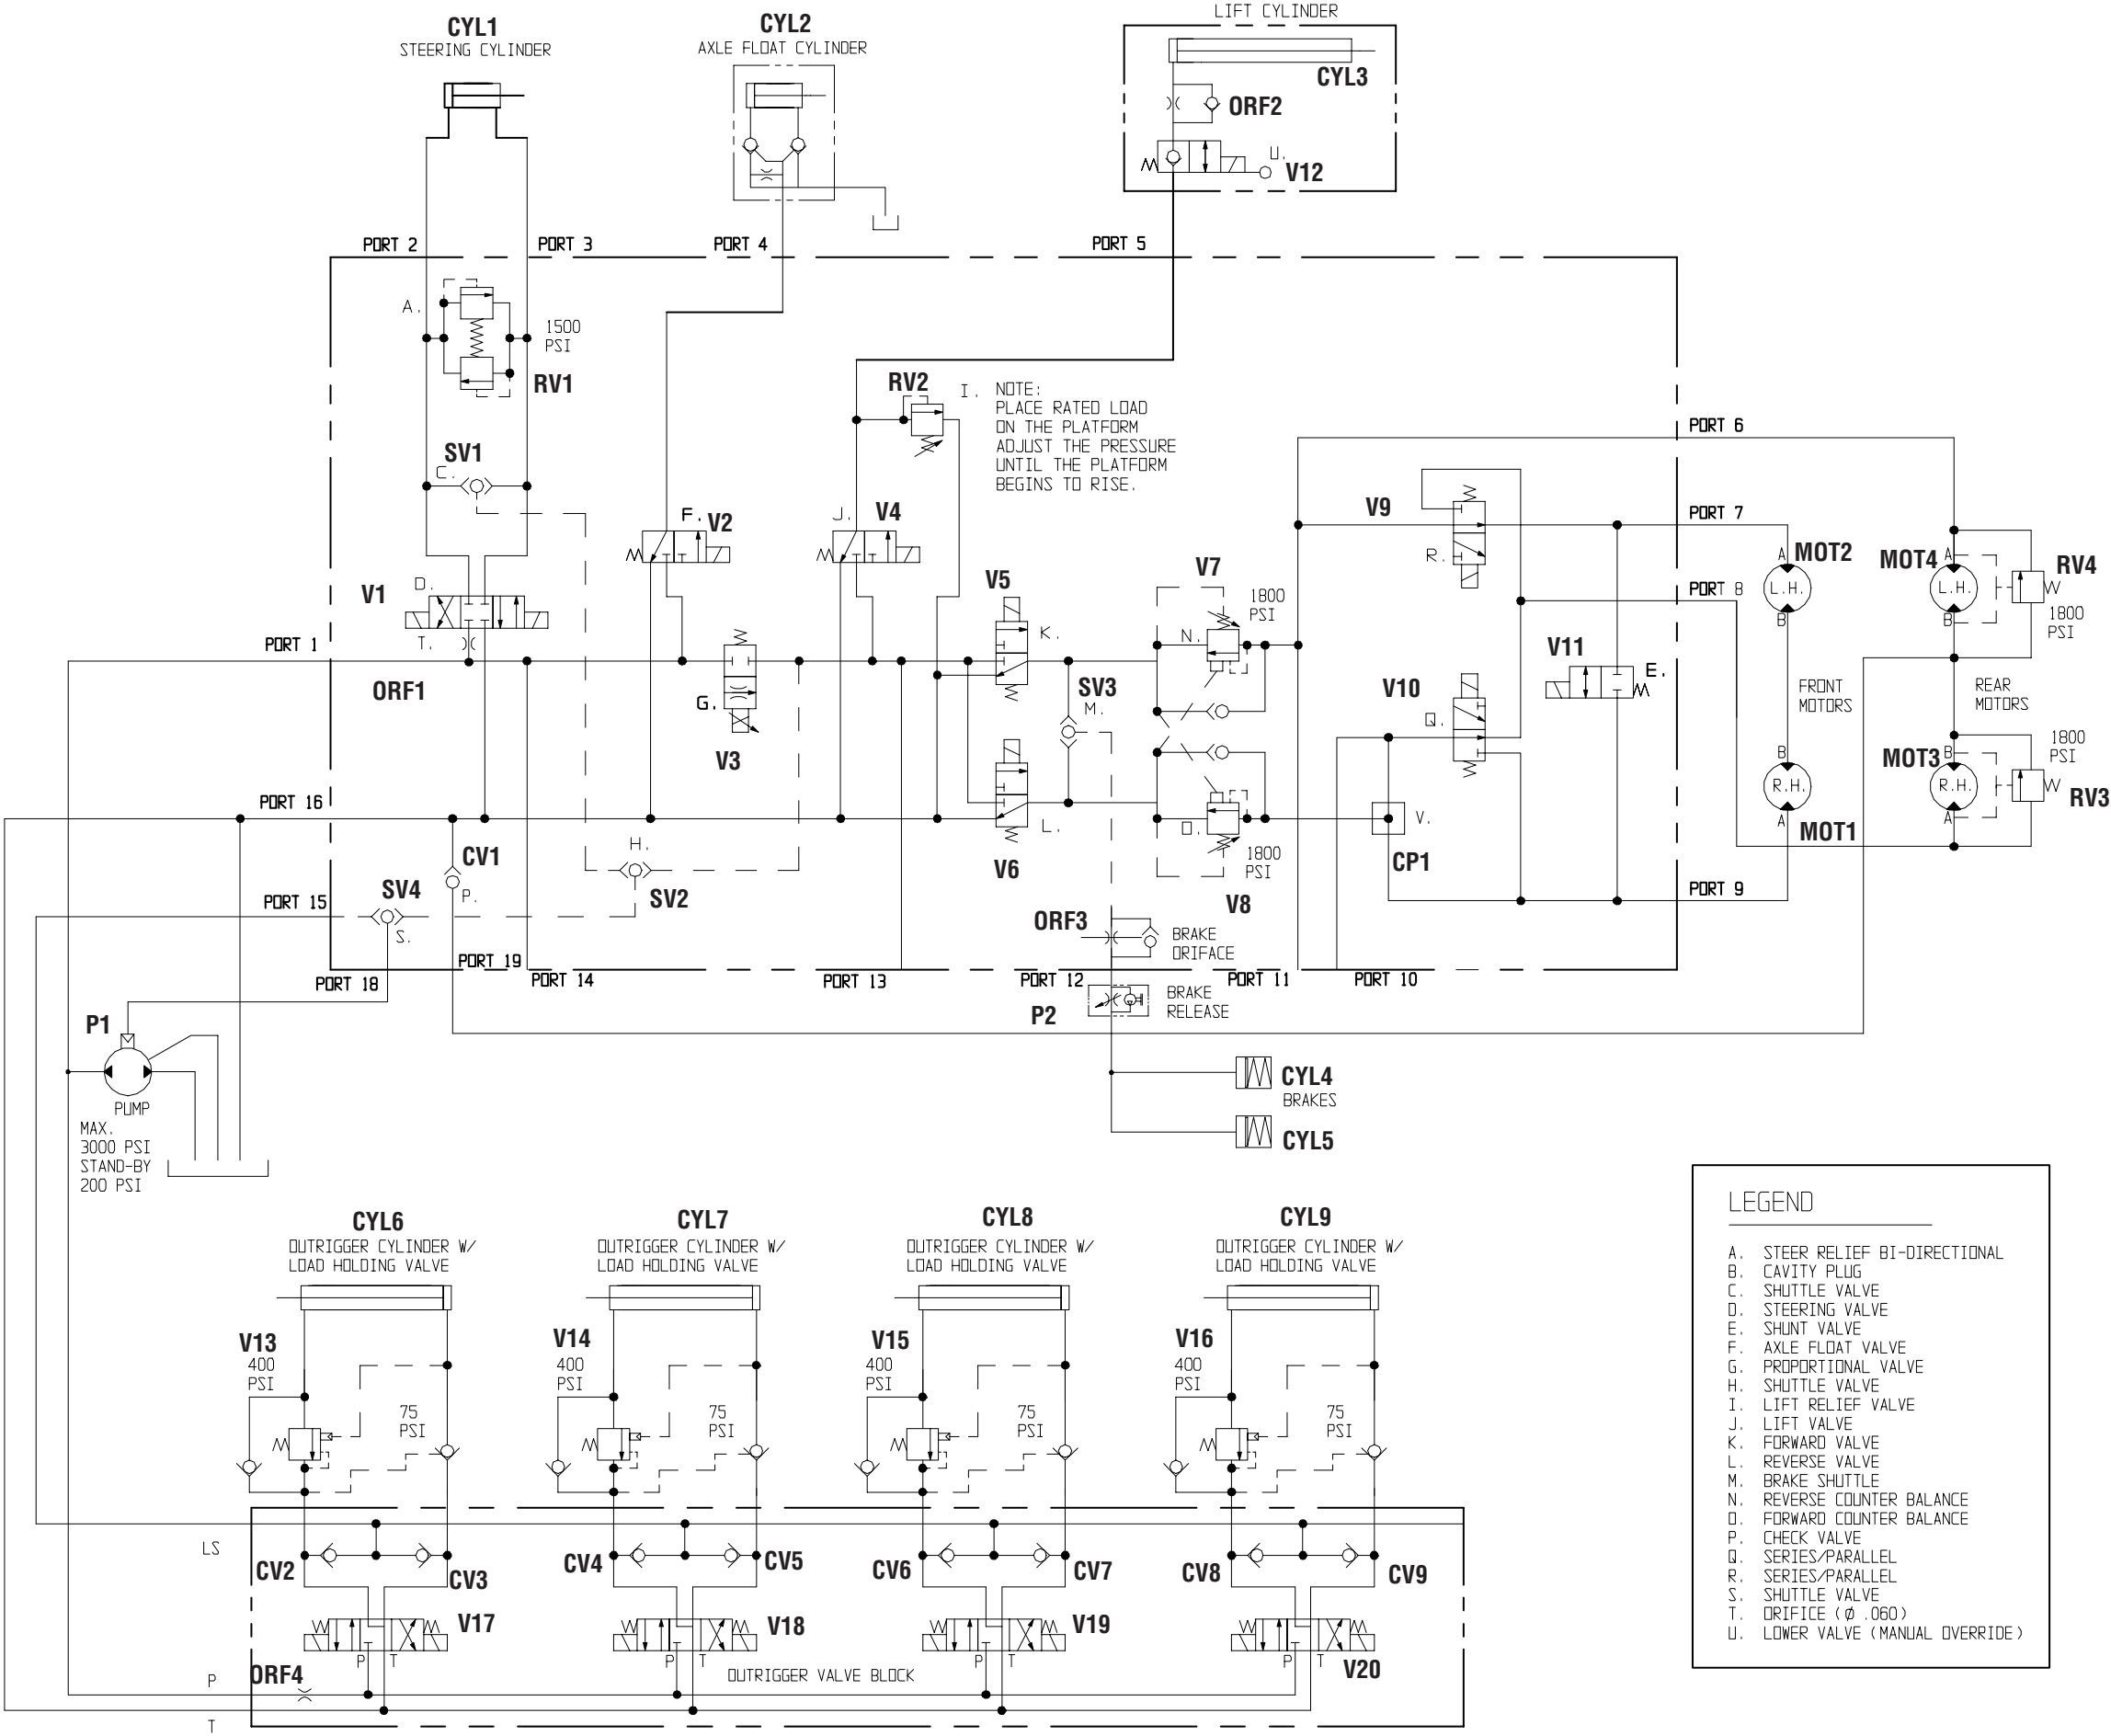 LIFT CYLINDER
CYL1
STEERING CYLINDER
CYL2
AXLE FLOAT CYLINDER
CYL3
ORF2
U.
V12
PORT 2
PORT 3
PORT 4
PORT 5
A.
1500
PSI
RV1
RV2
I. NOTE:
PLACE RATED LOAD
ON THE PLATFORM
ADJUST THE PRESSURE
UNTIL THE PLATFORM
BEGINS TO RISE.
PORT 6
SV1
C.
F.
V2
J.
V4
V9
PORT 7
R.
MOT2
A
L.H.
B
MOT4
A
L.H.
B
RV4
1800
PSI
D.
V1
T.
V5
K.
V7
1800
PSI
N.
PORT 8
PORT 1
ORF1
G.
V3
SV3
M.
V10
Q.
V11
E.
FRONT
MOTORS
REAR
MOTORS
PORT 16
L.
V6
O.
1800
PSI
V8
V.
CP1
B
R.H.
A
MOT1
MOT3
B
R.H.
A
1800
PSI
RV3
CV1
P.
H.
SV2
SV4
S.
PORT 15
PORT 9
ORF3
BRAKE
ORIFACE
PORT 18
PORT 19
PORT 14
PORT 13
PORT 12
PORT 11
PORT 10
P2
BRAKE
RELEASE
P1
PUMP
MAX.
3000 PSI
STAND-BY
200 PSI
CYL4
BRAKES
CYL5
CYL6
OUTRIGGER CYLINDER W/
LOAD HOLDING VALVE
CYL7
OUTRIGGER CYLINDER W/
LOAD HOLDING VALVE
CYL8
OUTRIGGER CYLINDER W/
LOAD HOLDING VALVE
CYL9
OUTRIGGER CYLINDER W/
LOAD HOLDING VALVE
V13
400
PSI
75
PSI
V14
400
PSI
75
PSI
V15
400
PSI
75
PSI
V16
400
PSI
75
PSI
LS
CV2
CV3
CV4
CV5
CV6
CV7
CV8
CV9
V17
V18
V19
V20
P T
P T
P T
P T
P
ORF4
OUTRIGGER VALVE BLOCK
T
LEGEND
A. STEER RELIEF BI-DIRECTIONAL
B. CAVITY PLUG
C. SHUTTLE VALVE
D. STEERING VALVE
E. SHUNT VALVE
F. AXLE FLOAT VALVE
G. PROPORTIONAL VALVE
H. SHUTTLE VALVE
I. LIFT RELIEF VALVE
J. LIFT VALVE
K. FORWARD VALVE
L. REVERSE VALVE
M. BRAKE SHUTTLE
N. REVERSE COUNTER BALANCE
O. FORWARD COUNTER BALANCE
P. CHECK VALVE
Q. SERIES/PARALLEL
R. SERIES/PARALLEL
S. SHUTTLE VALVE
T. ORIFICE (Ø .060)
U. LOWER VALVE (MANUAL OVERRIDE)